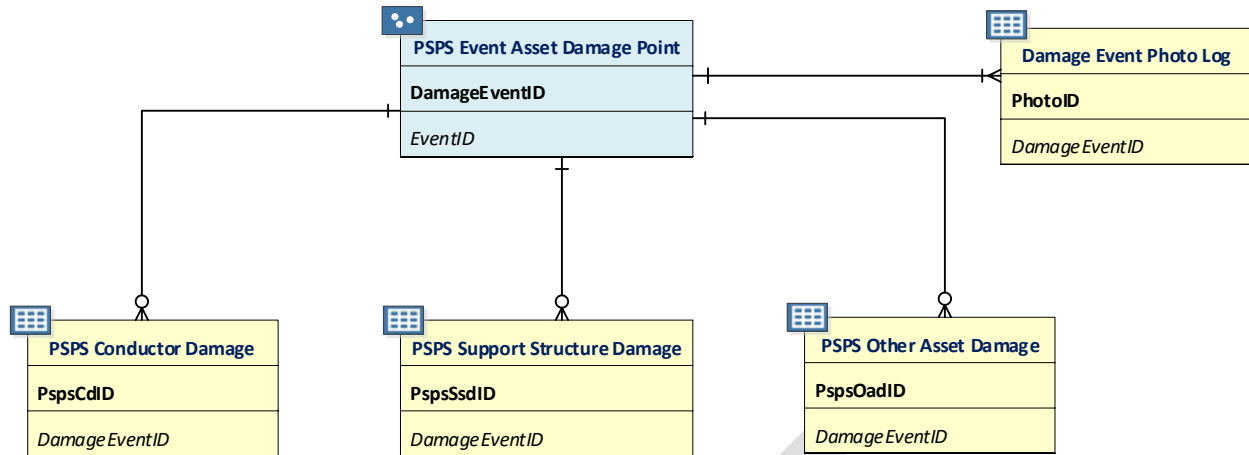 PSPS Event Asset Damage Point
DamageEventID
EventID
Damage Event Photo Log
PhotoID
DamageEventID
PSPS Conductor Damage
PspsCdID
DamageEventID
PSPS Support Structure Damage
PspsSsdID
DamageEventID
PSPS Other Asset Damage
PspsOadID
DamageEventID